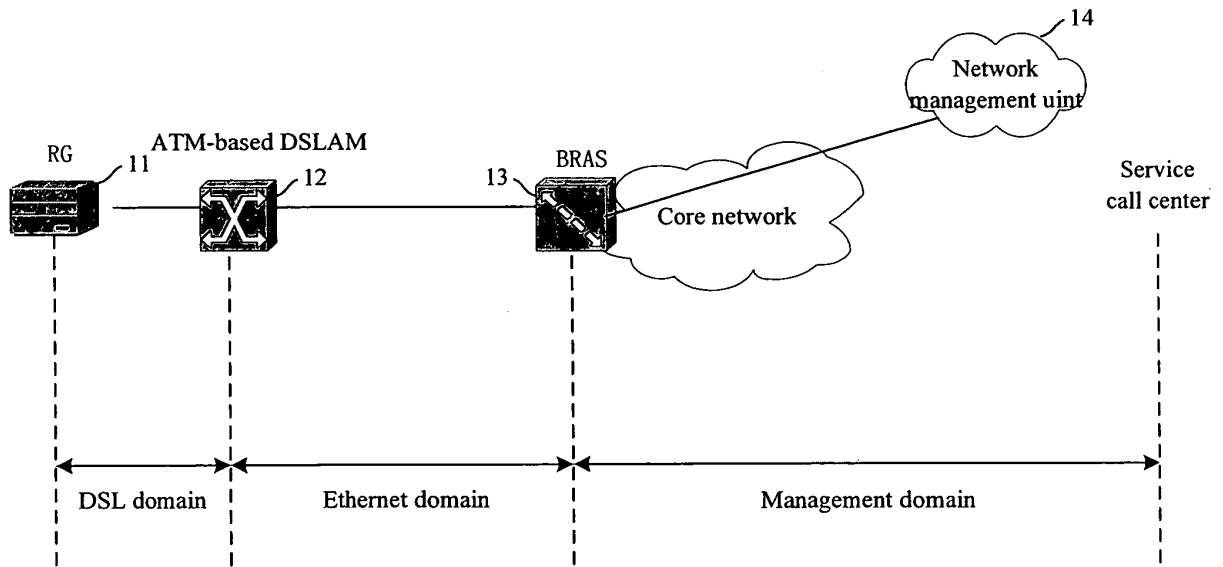 14
Network
management uint
ATM-based DSLAM
RG
11
12
13
BRAS
Core network
Service
call center
DSL domain
Ethernet domain
Management domain